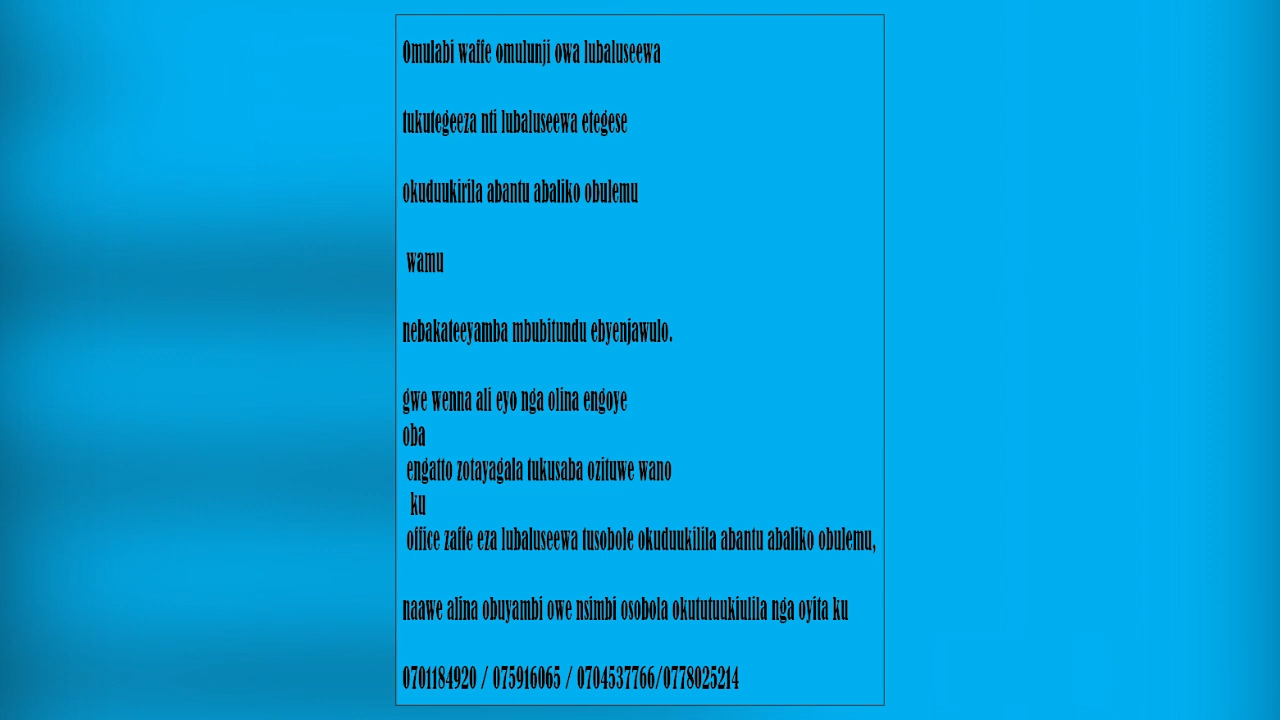 Omulabi waffe omulunji owa lubaluseewa
tukutegeeza nti lubaluseewa etegese
okuduukirila abantu abaliko obulemu
wamu
nebakateeyamba mbubitundu ebyenjawulo.
gwe wenna ali eyo nga olina engoye
oba
engatto zotayagala tukusaba ozituwe wano
ku
office zaffe eza lubaluseewa tusobole okuduukilila abantu abaliko obulemu,
naawe alina obuyambi owe nsimbi osobola okututuukiulila nga oyita ku
0701184920 / 075916065 / 0704537766/0778025214